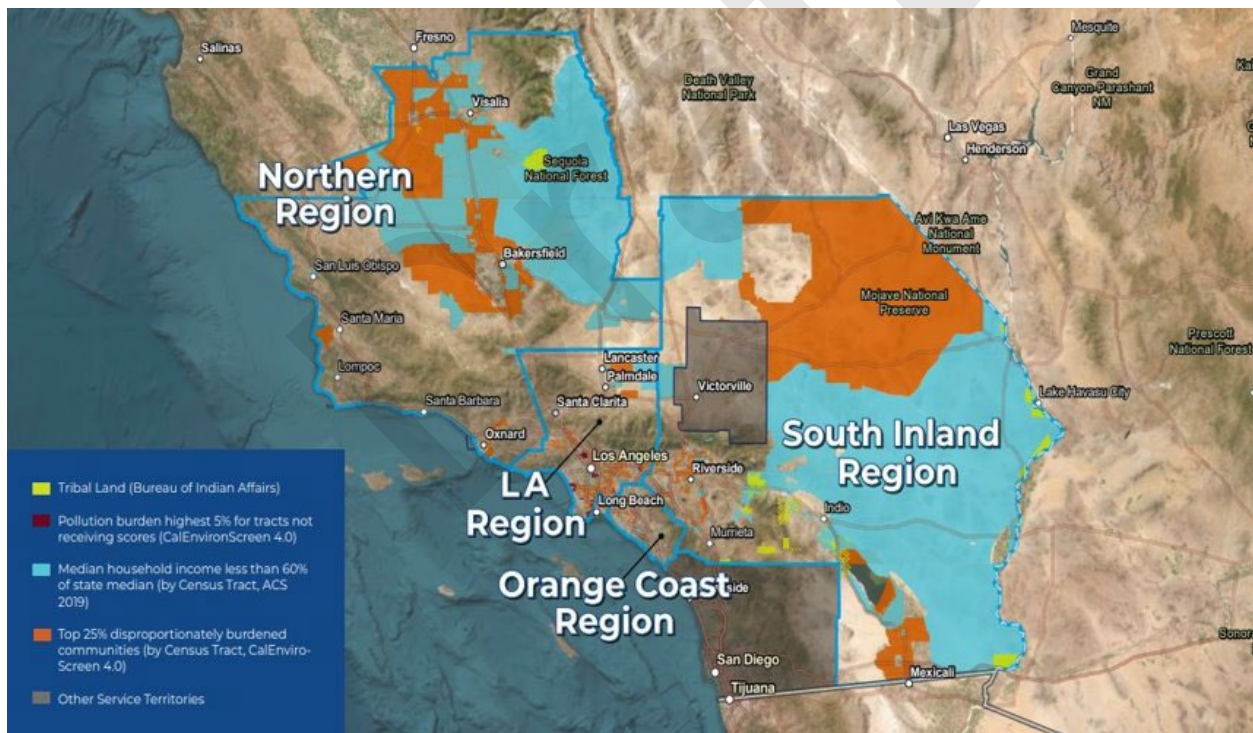 Salinas
Fresno
Visalia
Sequoia
National Forest
Northern
Region
San Luis Obispo
Bakersfield
Santa Maria
Lompoc
Santa Barbara
Oxnard
Death Valley
National Park
Mesquite
Grand
Canyon-Parashant
NM
Las Vegas
Henderson
Avi Kwa Ame
National
Monument
Mojave National
Preserve
Prescott
National Forest
Lancaster
Palmdale
Santa Clarita
Victorville
Lake Havasu City
Los Angeles
Riverside
South Inland
Region
LA
Region
Long Beach
Murrieta
Indio
Orange Coast
Region
side
San Diego
Tijuana
Mexicali
Tribal Land (Bureau of Indian Affairs)
Pollution burden highest 5% for tracts not
receiving scores (CalEnvironScreen 4.0)
Median household income less than 60%
of state median (by Census Tract, ACS
2019)
Top 25% disproportionately burdened
communities (by Census Tract, CalEnviro-
Screen 4.0)
Other Service Territories